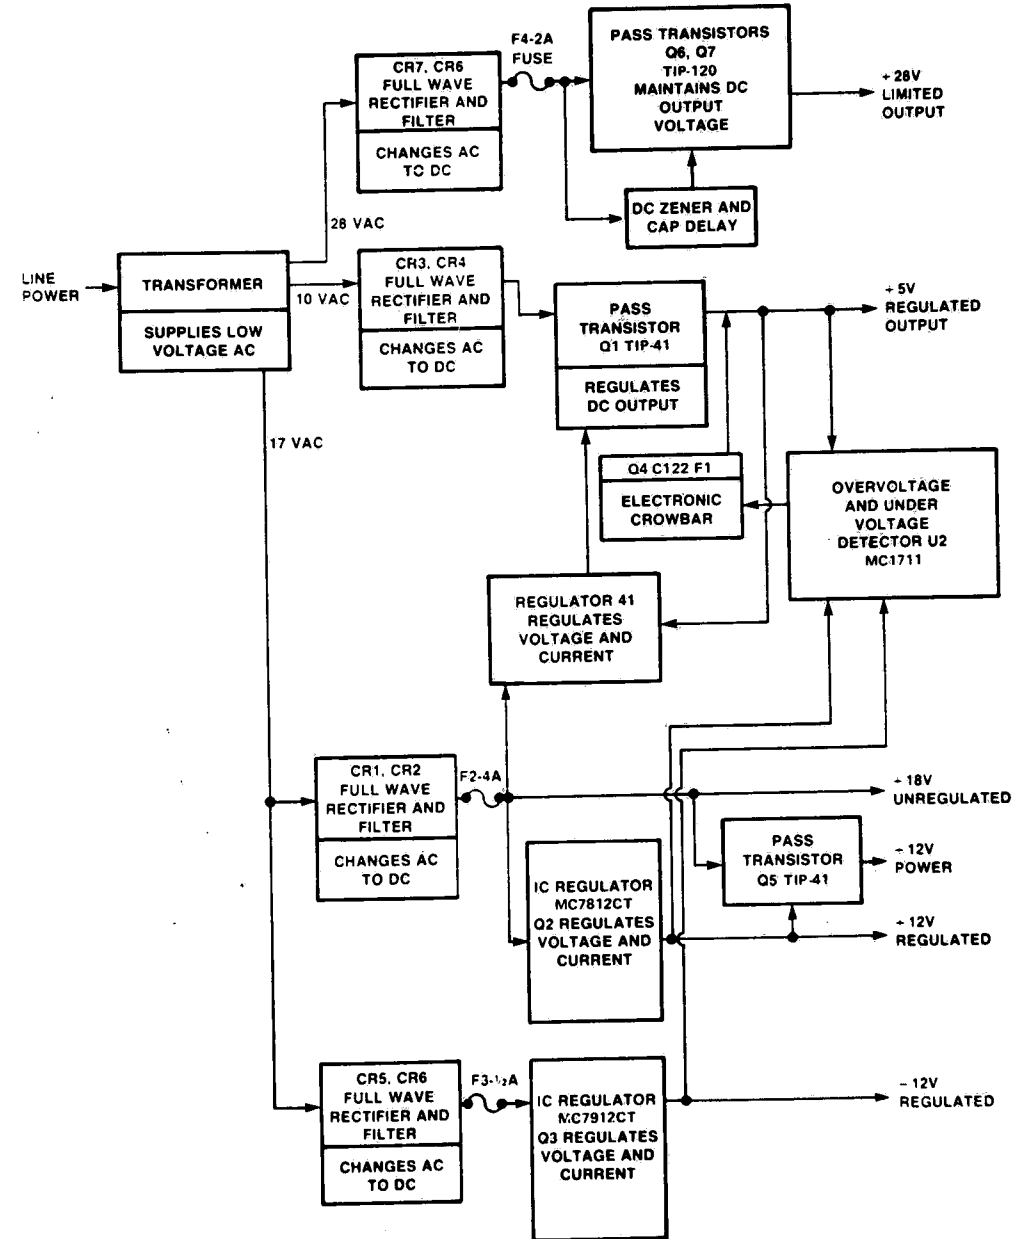 F4-2A
FUSE
CR7, CR6
FULL WAVE
RECTIFIER AND
FILTER
CHANGES AC
TO DC
PASS TRANSISTORS
Q6, Q7
TIP-120
MAINTAINS DC
OUTPUT
VOLTAGE
+ 28V
LIMITED
OUTPUT
DC ZENER AND
CAP DELAY
28 VAC
LINE
POWER
TRANSFORMER
SUPPLIES LOW
VOLTAGE AC
10 VAC
CR3, CR4
FULL WAVE
RECTIFIER AND
FILTER
CHANGES AC
TO DC
PASS
TRANSISTOR
Q1 TIP-41
REGULATES
DC OUTPUT
+ 5V
REGULATED
OUTPUT
17 VAC
Q4 C122 F1
ELECTRONIC
CROWBAR
OVERVOLTAGE
AND UNDER
VOLTAGE
DETECTOR U2
MC1711
REGULATOR 41
REGULATES
VOLTAGE AND
CURRENT
CR1, CR2
FULL WAVE
RECTIFIER AND
FILTER
CHANGES AC
TO DC
F2-4A
+ 18V
UNREGULATED
PASS
TRANSISTOR
Q5 TIP-41
+ 12V
POWER
IC REGULATOR
MC7812CT
Q2 REGULATES
VOLTAGE AND
CURRENT
+ 12V
REGULATED
CR5, CR6
FULL WAVE
RECTIFIER AND
FILTER
CHANGES AC
TO DC
F3-½A
IC REGULATOR
MC7912CT
Q3 REGULATES
VOLTAGE AND
CURRENT
- 12V
REGULATED